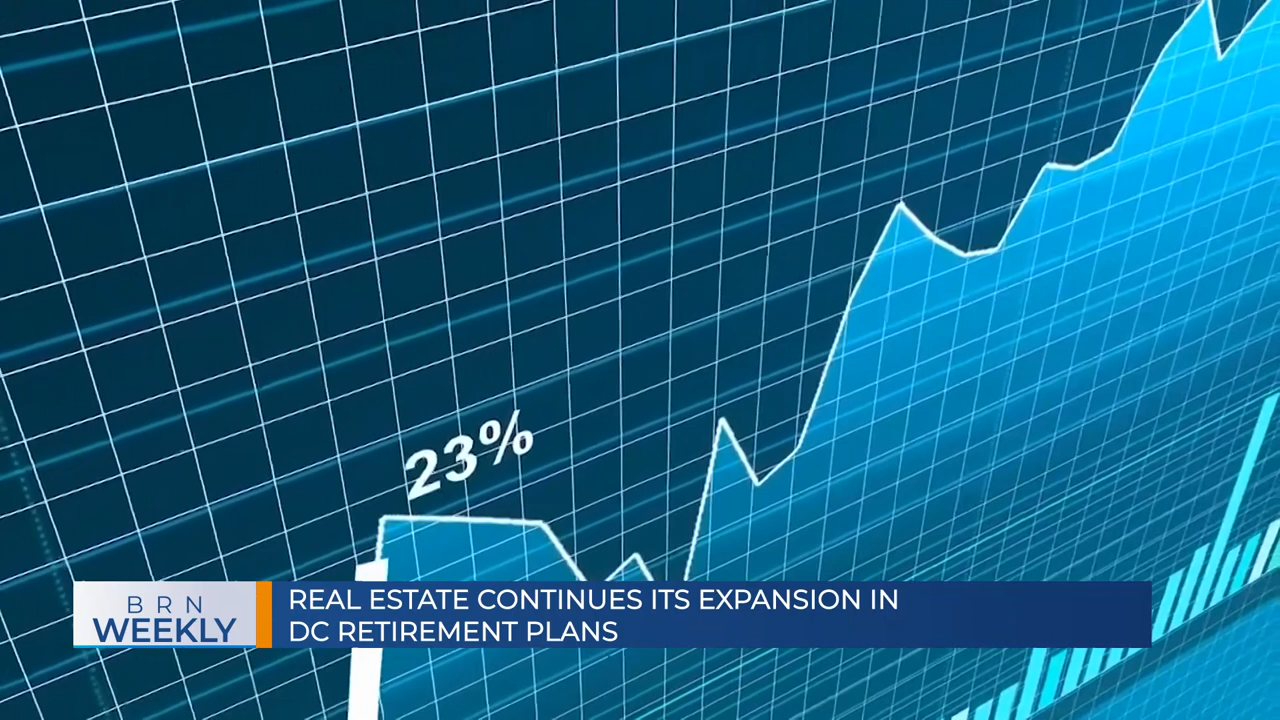 23%
BRN
WEEKLY
REAL ESTATE CONTINUES ITS EXPANSION IN
DC RETIREMENT PLANS